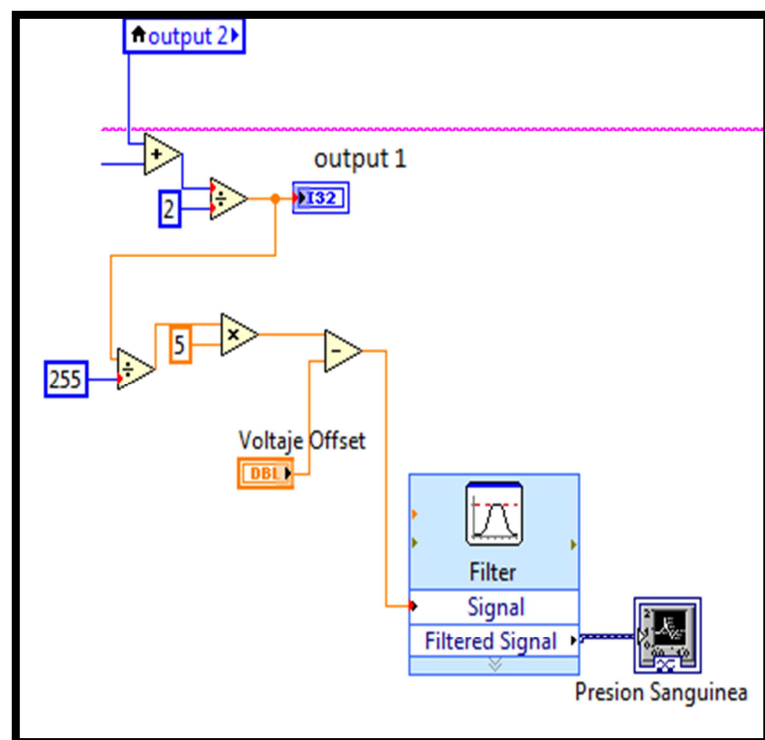 output 2
+
output 1
÷
2
I32
5
×
-
255
÷
Voltaje Offset
DBL
Filter
Signal
Filtered Signal
Presion Sanguinea